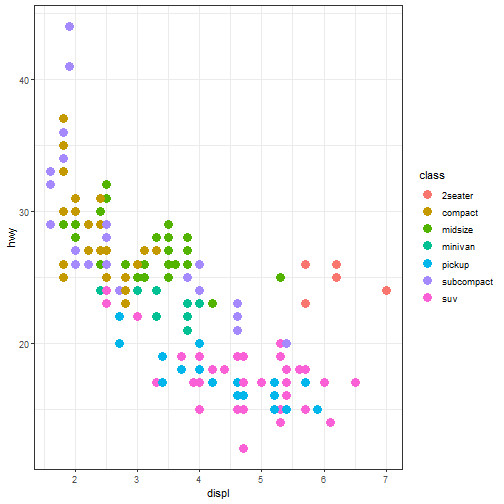 40
30
20
hwy
2
3
4
5
6
7
displ
class
2seater
compact
midsize
minivan
pickup
subcompact
suv